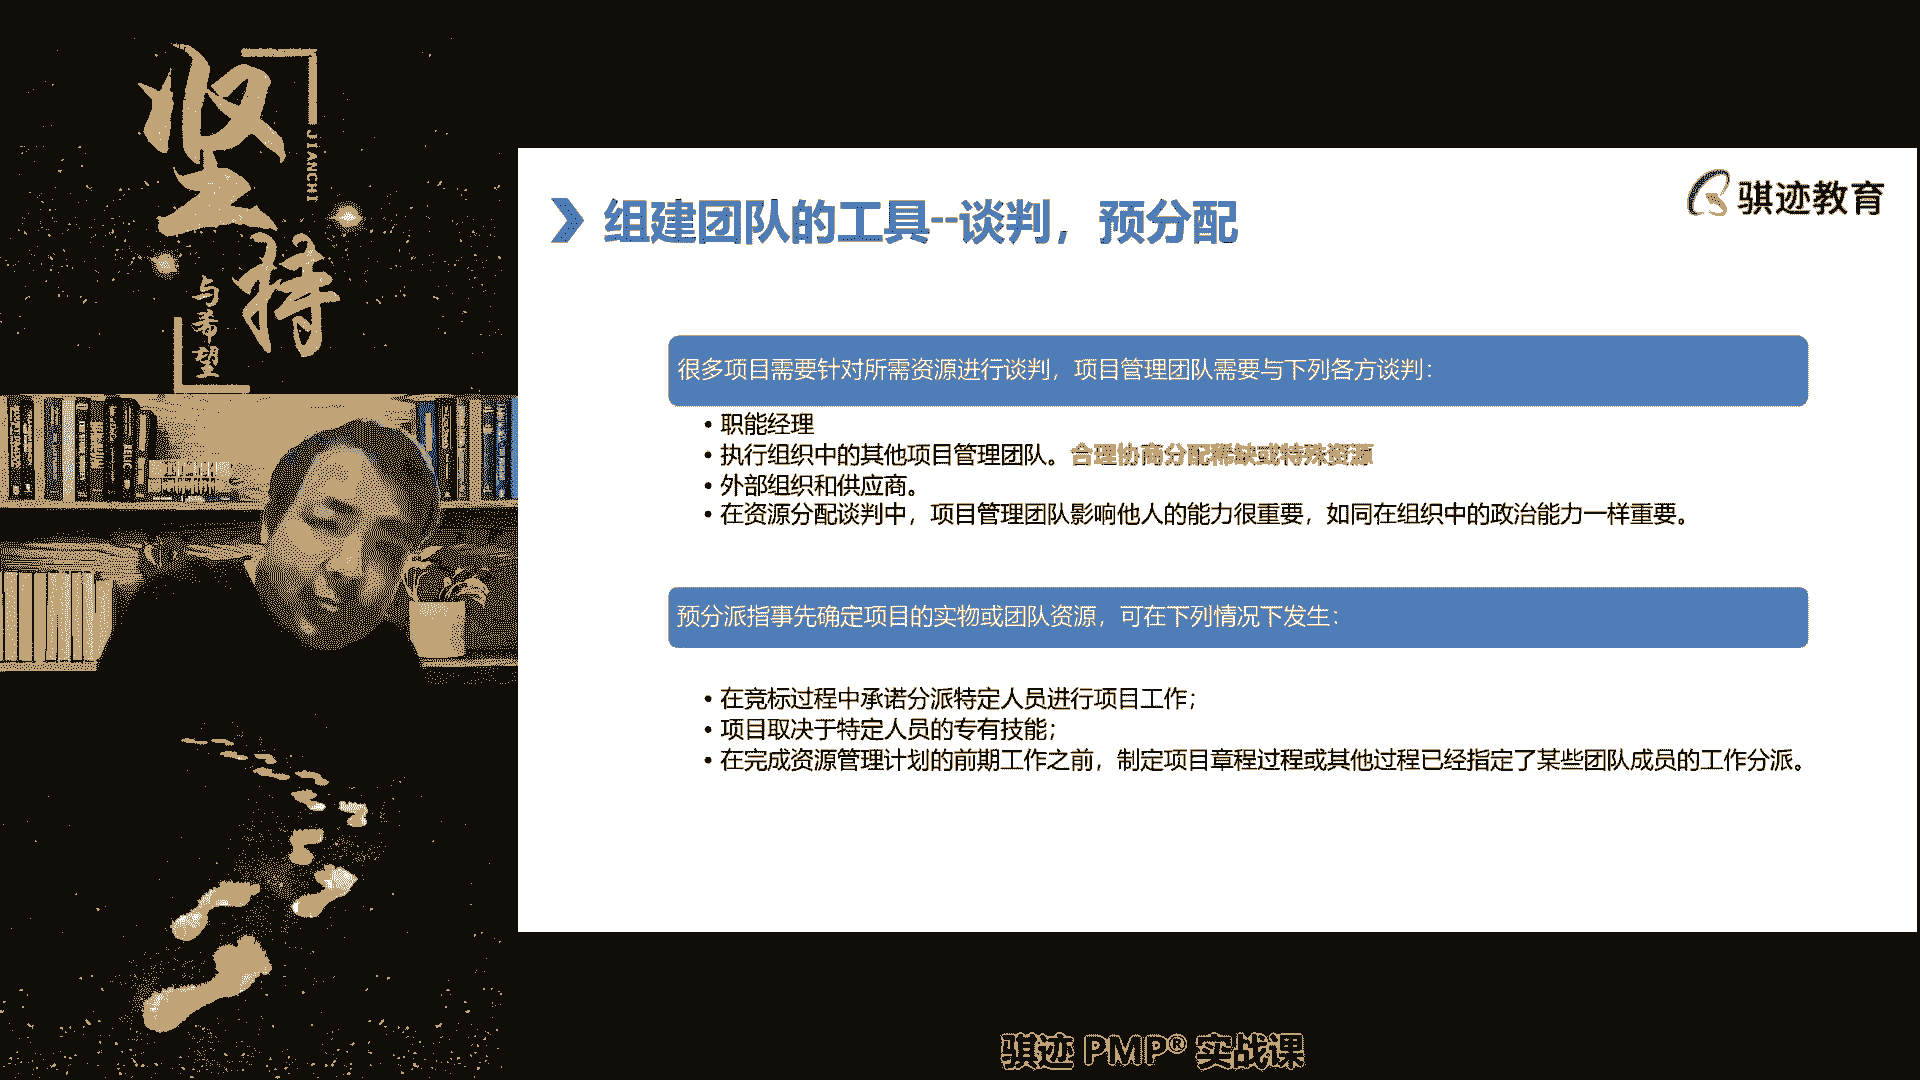 坚持
JIANCHI
与希望
骐迹教育
组建团队的工具--谈判，预分配
很多项目需要针对所需资源进行谈判，项目管理团队需要与下列各方谈判：
• 职能经理
• 执行组织中的其他项目管理团队。合理协商分配稀缺或特殊资源
• 外部组织和供应商。
• 在资源分配谈判中，项目管理团队影响他人的能力很重要，如同在组织中的政治能力一样重要。
预分派指事先确定项目的实物或团队资源，可在下列情况下发生：
• 在竞标过程中承诺分派特定人员进行项目工作；
• 项目取决于特定人员的专有技能；
• 在完成资源管理计划的前期工作之前，制定项目章程过程或其他过程已经指定了某些团队成员的工作分派。
骐迹 PMP® 实战课